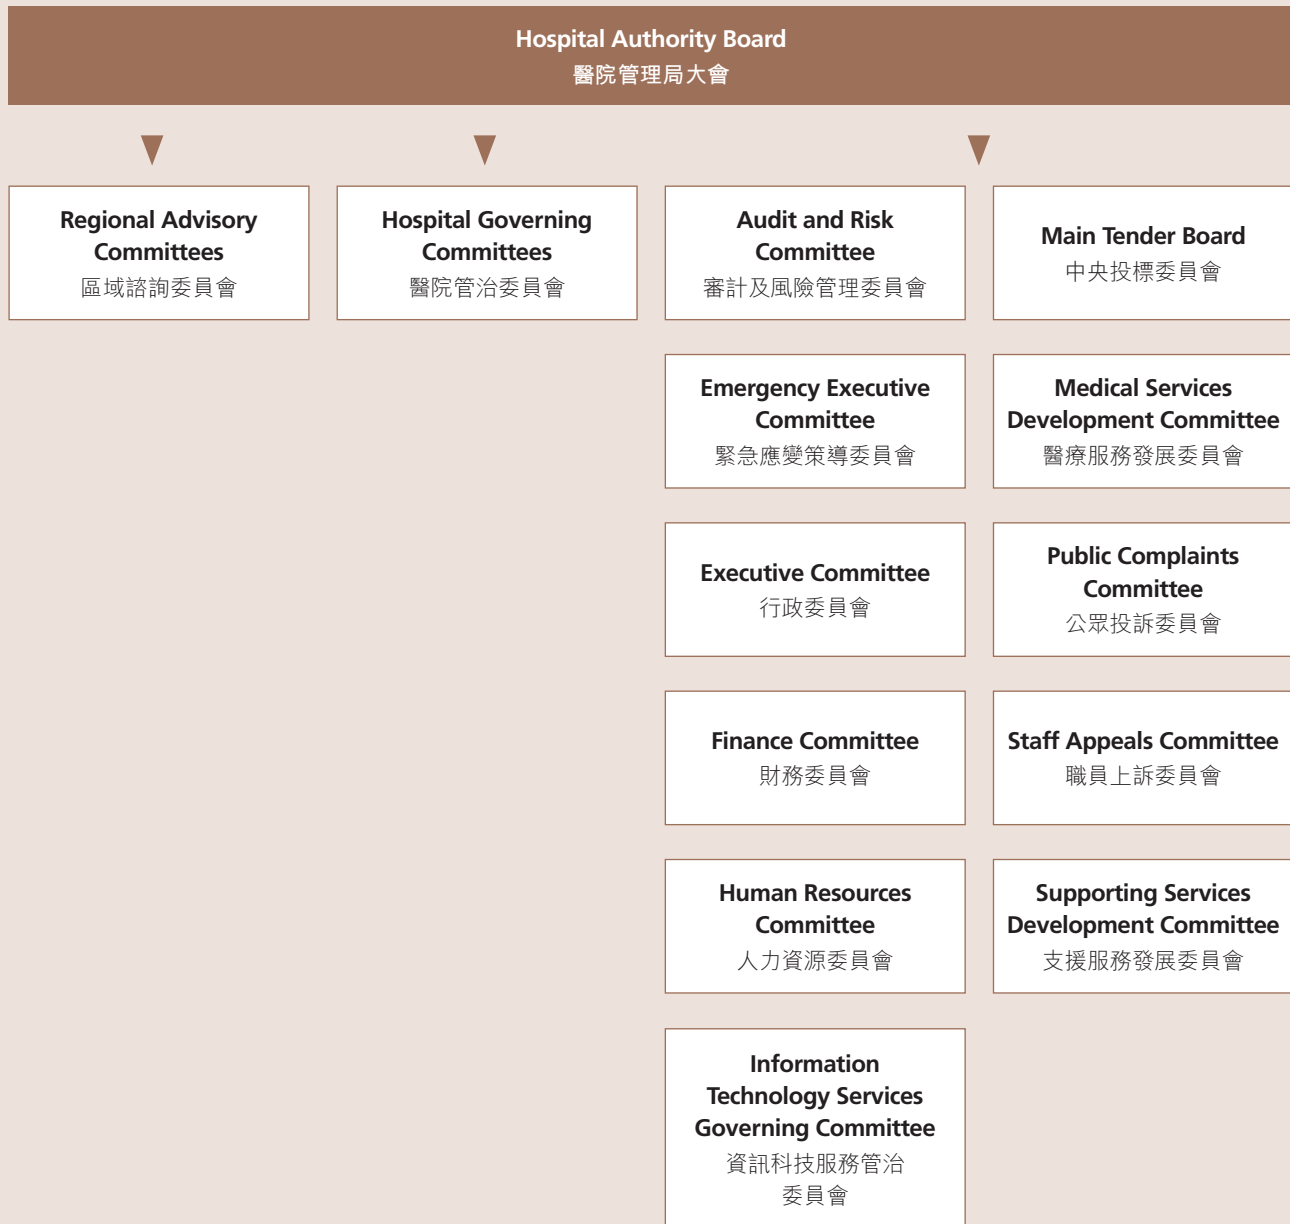 Hospital Authority Board
醫院管理局大會
Regional Advisory
Committees
區域諮詢委員會
Hospital Governing
Committees
醫院管治委員會
Audit and Risk
Committee
審計及風險管理委員會
Main Tender Board
中央投標委員會
Emergency Executive
Committee
緊急應變策導委員會
Medical Services
Development Committee
醫療服務發展委員會
Executive Committee
行政委員會
Public Complaints
Committee
公眾投訴委員會
Finance Committee
財務委員會
Staff Appeals Committee
職員上訴委員會
Human Resources
Committee
人力資源委員會
Supporting Services
Development Committee
支援服務發展委員會
Information
Technology Services
Governing Committee
資訊科技服務管治
委員會